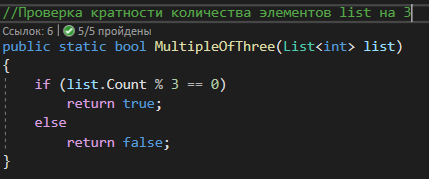 //Проверка кратности количества элементов list на 3
Ссылок: 6 | 5/5 пройдены
public static bool MultipleOfThree(List<int> list)
{
    if (list.Count % 3 == 0)
        return true;
    else
        return false;
}